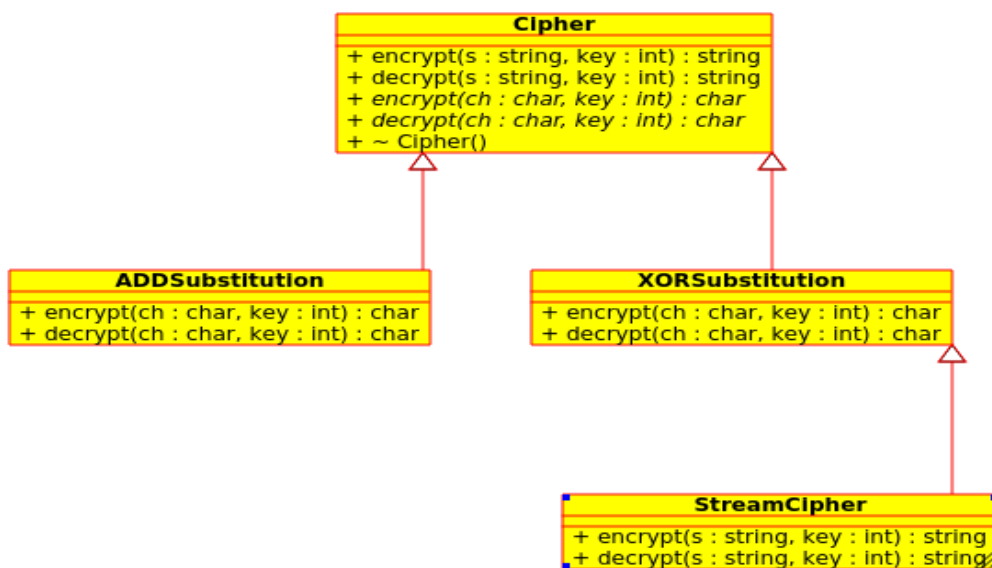 Cipher
+ encrypt(s : string, key : int) : string
+ decrypt(s : string, key : int) : string
+ encrypt(ch : char, key : int) : char
+ decrypt(ch : char, key : int) : char
+ ~ Cipher()
ADDSubstitution
+ encrypt(ch : char, key : int) : char
+ decrypt(ch : char, key : int) : char
XORSubstitution
+ encrypt(ch : char, key : int) : char
+ decrypt(ch : char, key : int) : char
StreamCipher
+ encrypt(s : string, key : int) : string
+ decrypt(s : string, key : int) : string